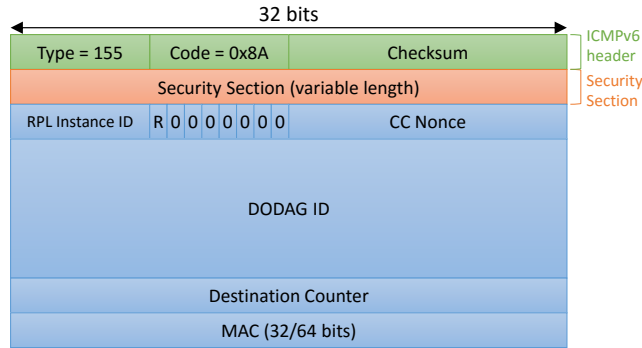 32 bits
Type = 155 Code = 0x8A Checksum
ICMPv6
header
Security Section (variable length)
Security
Section
RPL Instance ID R 0 0 0 0 0 0 0 CC Nonce
DODAG ID
Destination Counter
MAC (32/64 bits)